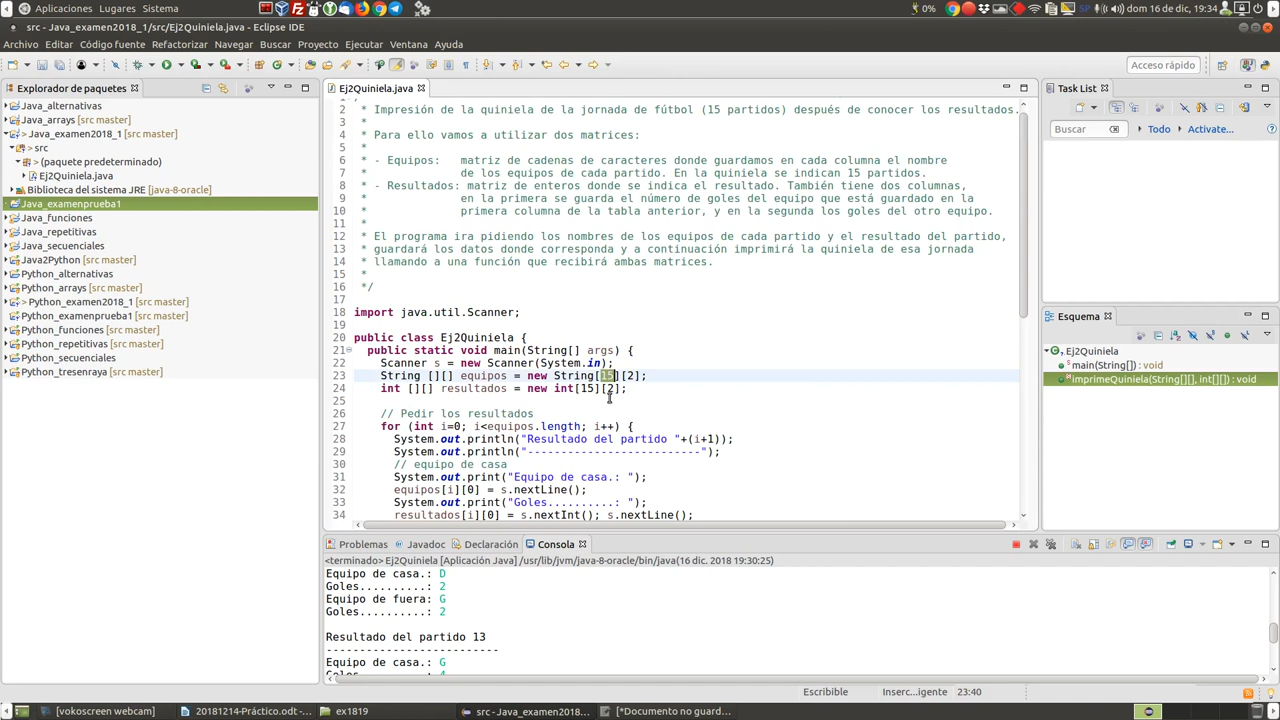 Aplicaciones Lugares Sistema
0% SP dom 16 de dic, 19:34
src - Java_examen2018_1/src/Ej2Quiniela.java - Eclipse IDE
Archivo Editar Código fuente Refactorizar Navegar Buscar Proyecto Ejecutar Ventana Ayuda
Acceso rápido
Explorador de paquetes
Java_alternativas
Java_arrays [src master]
> Java_examen2018_1 [src master]
> src
> (paquete predeterminado)
> Ej2Quiniela.java
Biblioteca del sistema JRE [java-8-oracle]
Java_examenprueba1
Java_funciones
Java_repetitivas
Java_secuenciales
Java2Python [src master]
Python_alternativas
Python_arrays [src master]
> Python_examen2018_1 [src master]
Python_examenprueba1 [src master]
Python_funciones [src master]
Python_repetitivas [src master]
Python_secuenciales
Python_tresenraya [src master]
Ej2Quiniela.java
2 * Impresión de la quiniela de la jornada de fútbol (15 partidos) después de conocer los resultados.
3 *
4 * Para ello vamos a utilizar dos matrices:
5 *
6 * - Equipos: matriz de cadenas de caracteres donde guardamos en cada columna el nombre
7 * de los equipos de cada partido. En la quiniela se indican 15 partidos.
8 * - Resultados: matriz de enteros donde se indica el resultado. También tiene dos columnas,
9 * en la primera se guarda el número de goles del equipo que está guardado en la
10 * primera columna de la tabla anterior, y en la segunda los goles del otro equipo.
11 *
12 * El programa ira pidiendo los nombres de los equipos de cada partido y el resultado del partido,
13 * guardará los datos donde corresponda y a continuación imprimirá la quiniela de esa jornada
14 * llamando a una función que recibirá ambas matrices.
15 *
16 */
17
18 import java.util.Scanner;
19
20 public class Ej2Quiniela {
21 public static void main(String[] args) {
22 Scanner s = new Scanner(System.in);
23 String [][] equipos = new String[15][2];
24 int [][] resultados = new int[15][2];
25
26 // Pedir los resultados
27 for (int i=0; i<equipos.length; i++) {
28 System.out.println("Resultado del partido "+(i+1));
29 System.out.println("--------------------------");
30 // equipo de casa
31 System.out.print("Equipo de casa.: ");
32 equipos[i][0] = s.nextLine();
33 System.out.print("Goles..........: ");
34 resultados[i][0] = s.nextInt(); s.nextLine();
Task List
Buscar Todo Activate...
Esquema
Ej2Quiniela
main(String[]) : void
imprimeQuiniela(String[][], int[][]) : void
Problemas Javadoc Declaración Consola
<terminado> Ej2Quiniela [Aplicación Java] /usr/lib/jvm/java-8-oracle/bin/java (16 dic. 2018 19:30:25)
Equipo de casa.: D
Goles..........: 2
Equipo de fuera: G
Goles..........: 2
Resultado del partido 13
--------------------------
Equipo de casa.: G
Escribible Inserc...igente 23:40
[vokoscreen webcam] 20181214-Práctico.odt -... ex1819 src - Java_examen2018... [*Documento no guard...